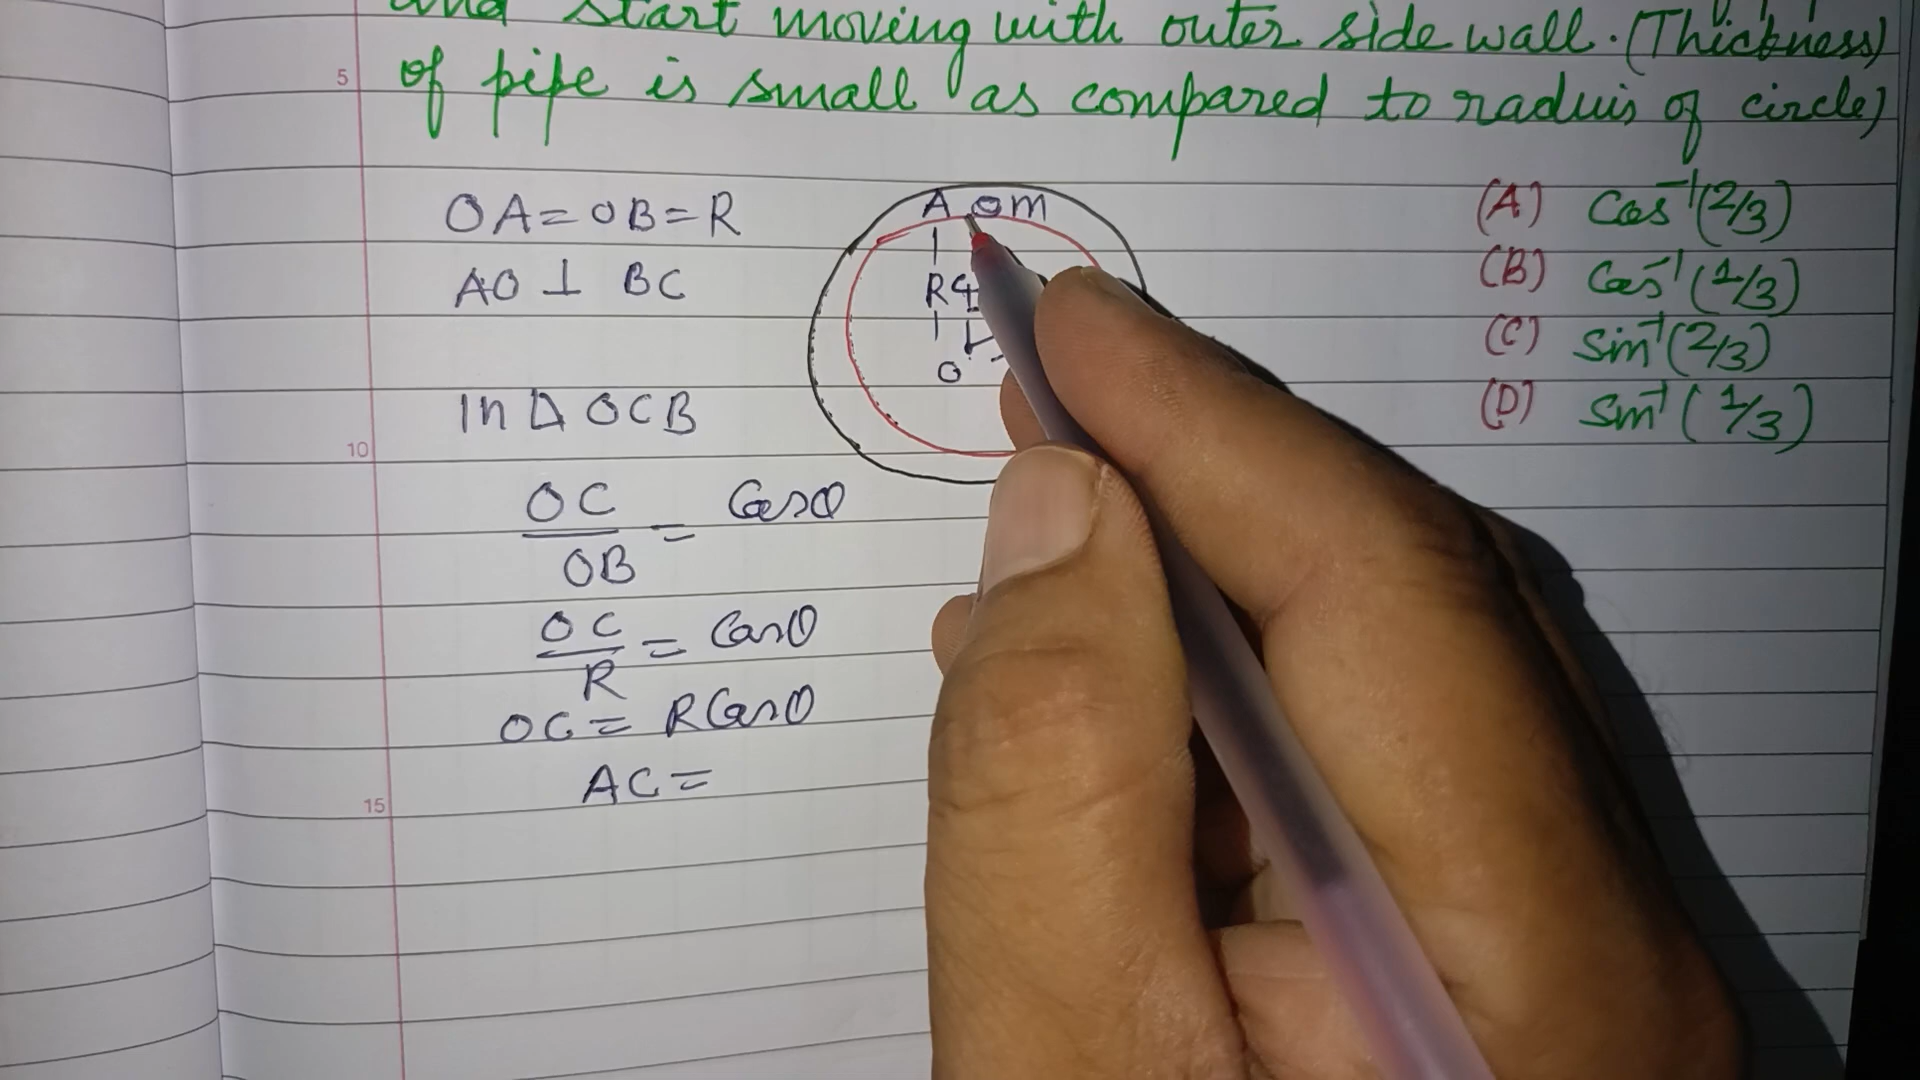 and start moving with outer side wall. (Thickness)
5 of pipe is small as compared to raduis of circle)
OA = OB = R
AO ⊥ BC
A m
R C
O
(A) Cos⁻¹(2/3)
(B) Cos⁻¹(1/3)
(C) Sin⁻¹(2/3)
(D) Sin⁻¹(1/3)
In Δ OCB
10
OC/OB = Cosθ
OC/R = Cosθ
OC = R Cosθ
AC =
15